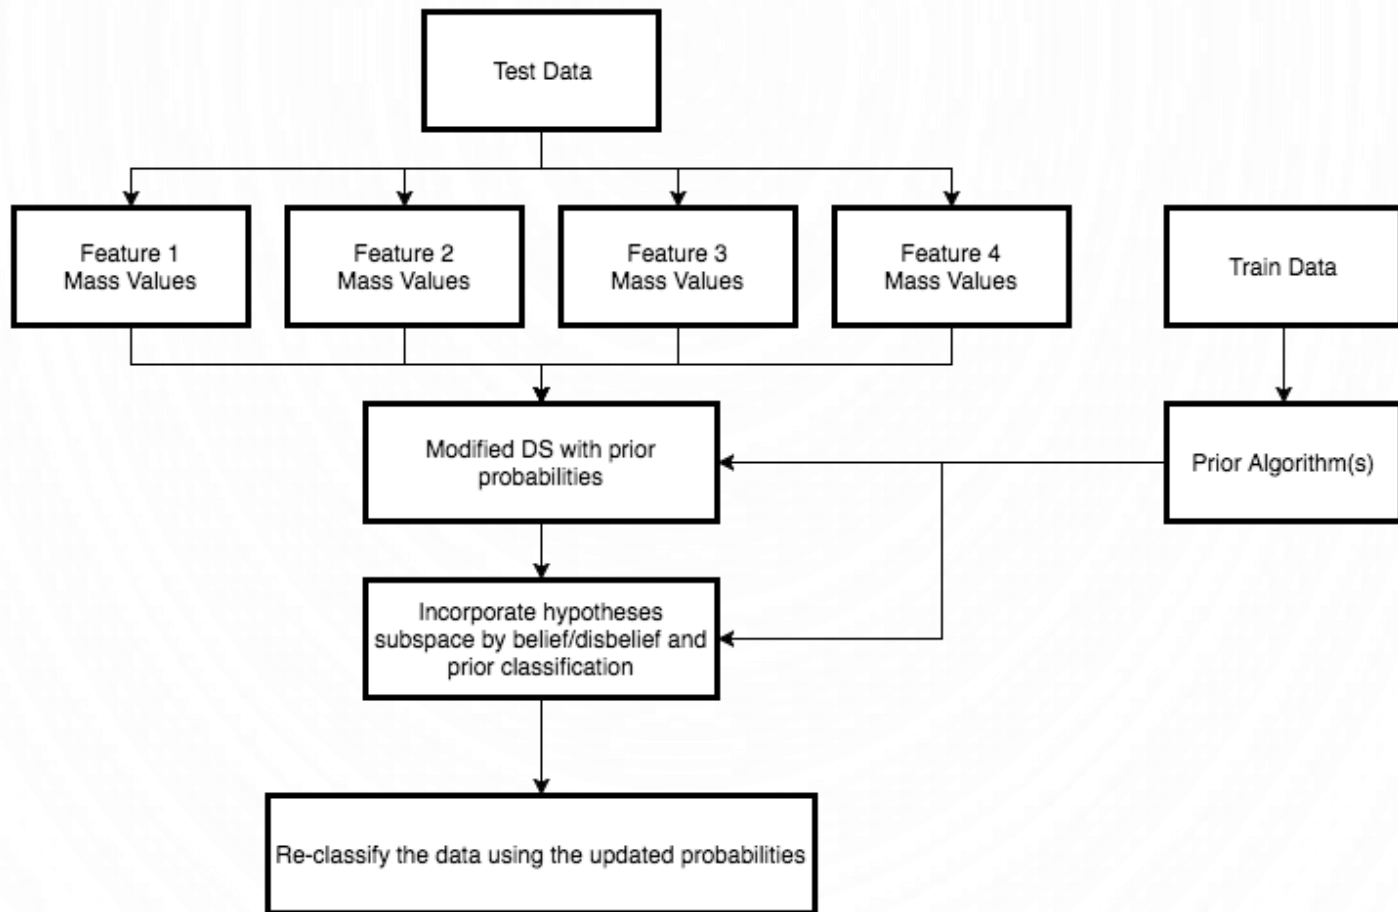 Test Data
Feature 1
Mass Values
Feature 2
Mass Values
Feature 3
Mass Values
Feature 4
Mass Values
Train Data
Modified DS with prior
probabilities
Prior Algorithm(s)
Incorporate hypotheses
subspace by belief/disbelief and
prior classification
Re-classify the data using the updated probabilities